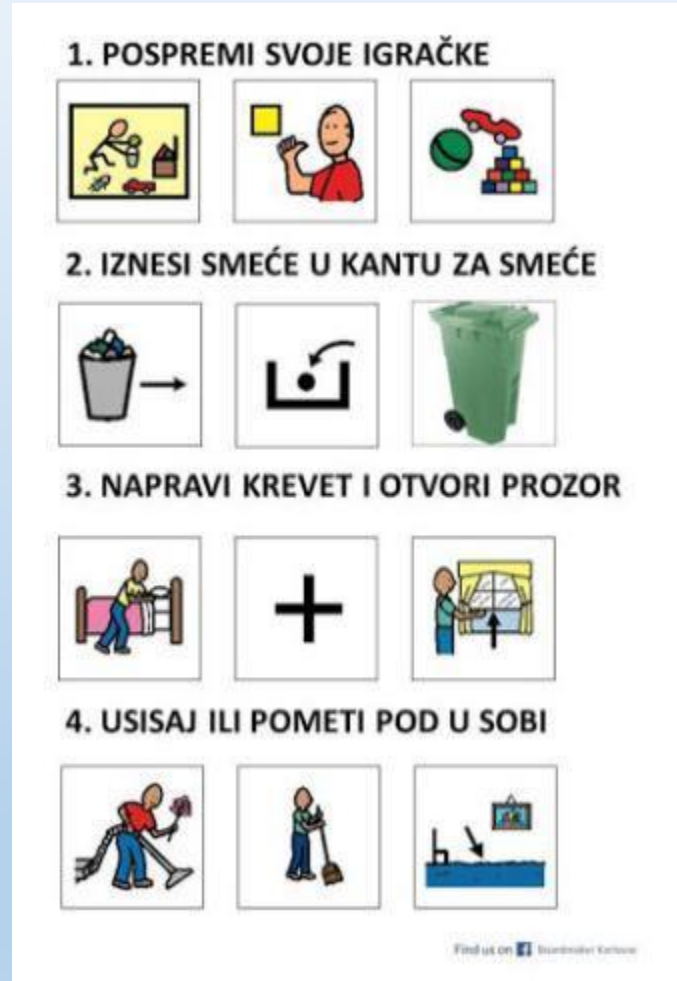 1. POSPREMI SVOJE IGRAČKE
2. IZNESI SMEĆE U KANTU ZA SMEĆE
3. NAPRAVI KREVET I OTVORI PROZOR
4. USISAJ ILI POMETI POD U SOBI
Find us on